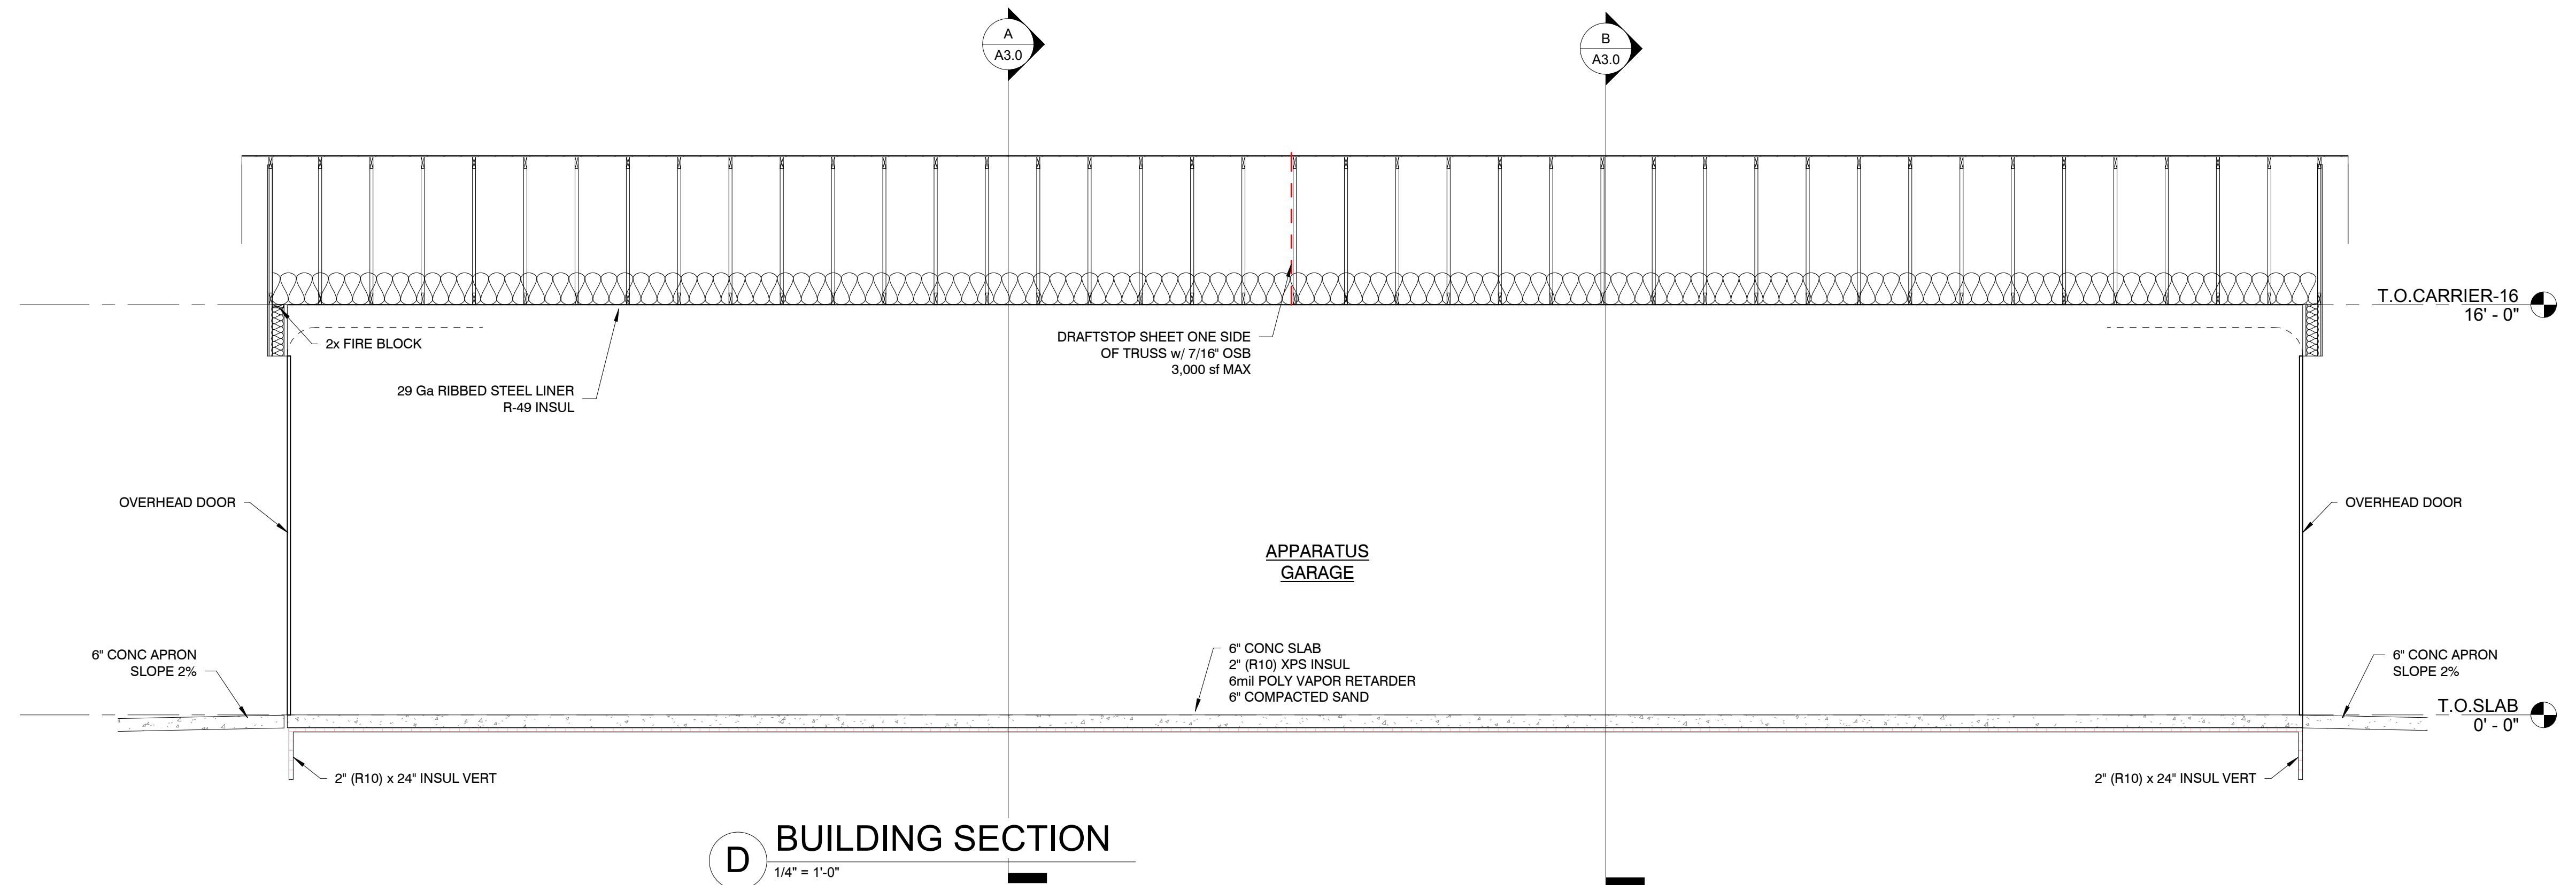 A
A3.0
B
A3.0
T.O.CARRIER-16
16' - 0"
2x FIRE BLOCK
DRAFTSTOP SHEET ONE SIDE
OF TRUSS w/ 7/16" OSB
3,000 sf MAX
29 Ga RIBBED STEEL LINER
R-49 INSUL
OVERHEAD DOOR
OVERHEAD DOOR
APPARATUS
GARAGE
6" CONC APRON
SLOPE 2%
6" CONC SLAB
2" (R10) XPS INSUL
6mil POLY VAPOR RETARDER
6" COMPACTED SAND
6" CONC APRON
SLOPE 2%
T.O.SLAB
0' - 0"
2" (R10) x 24" INSUL VERT
2" (R10) x 24" INSUL VERT
D
BUILDING SECTION
1/4" = 1'-0"